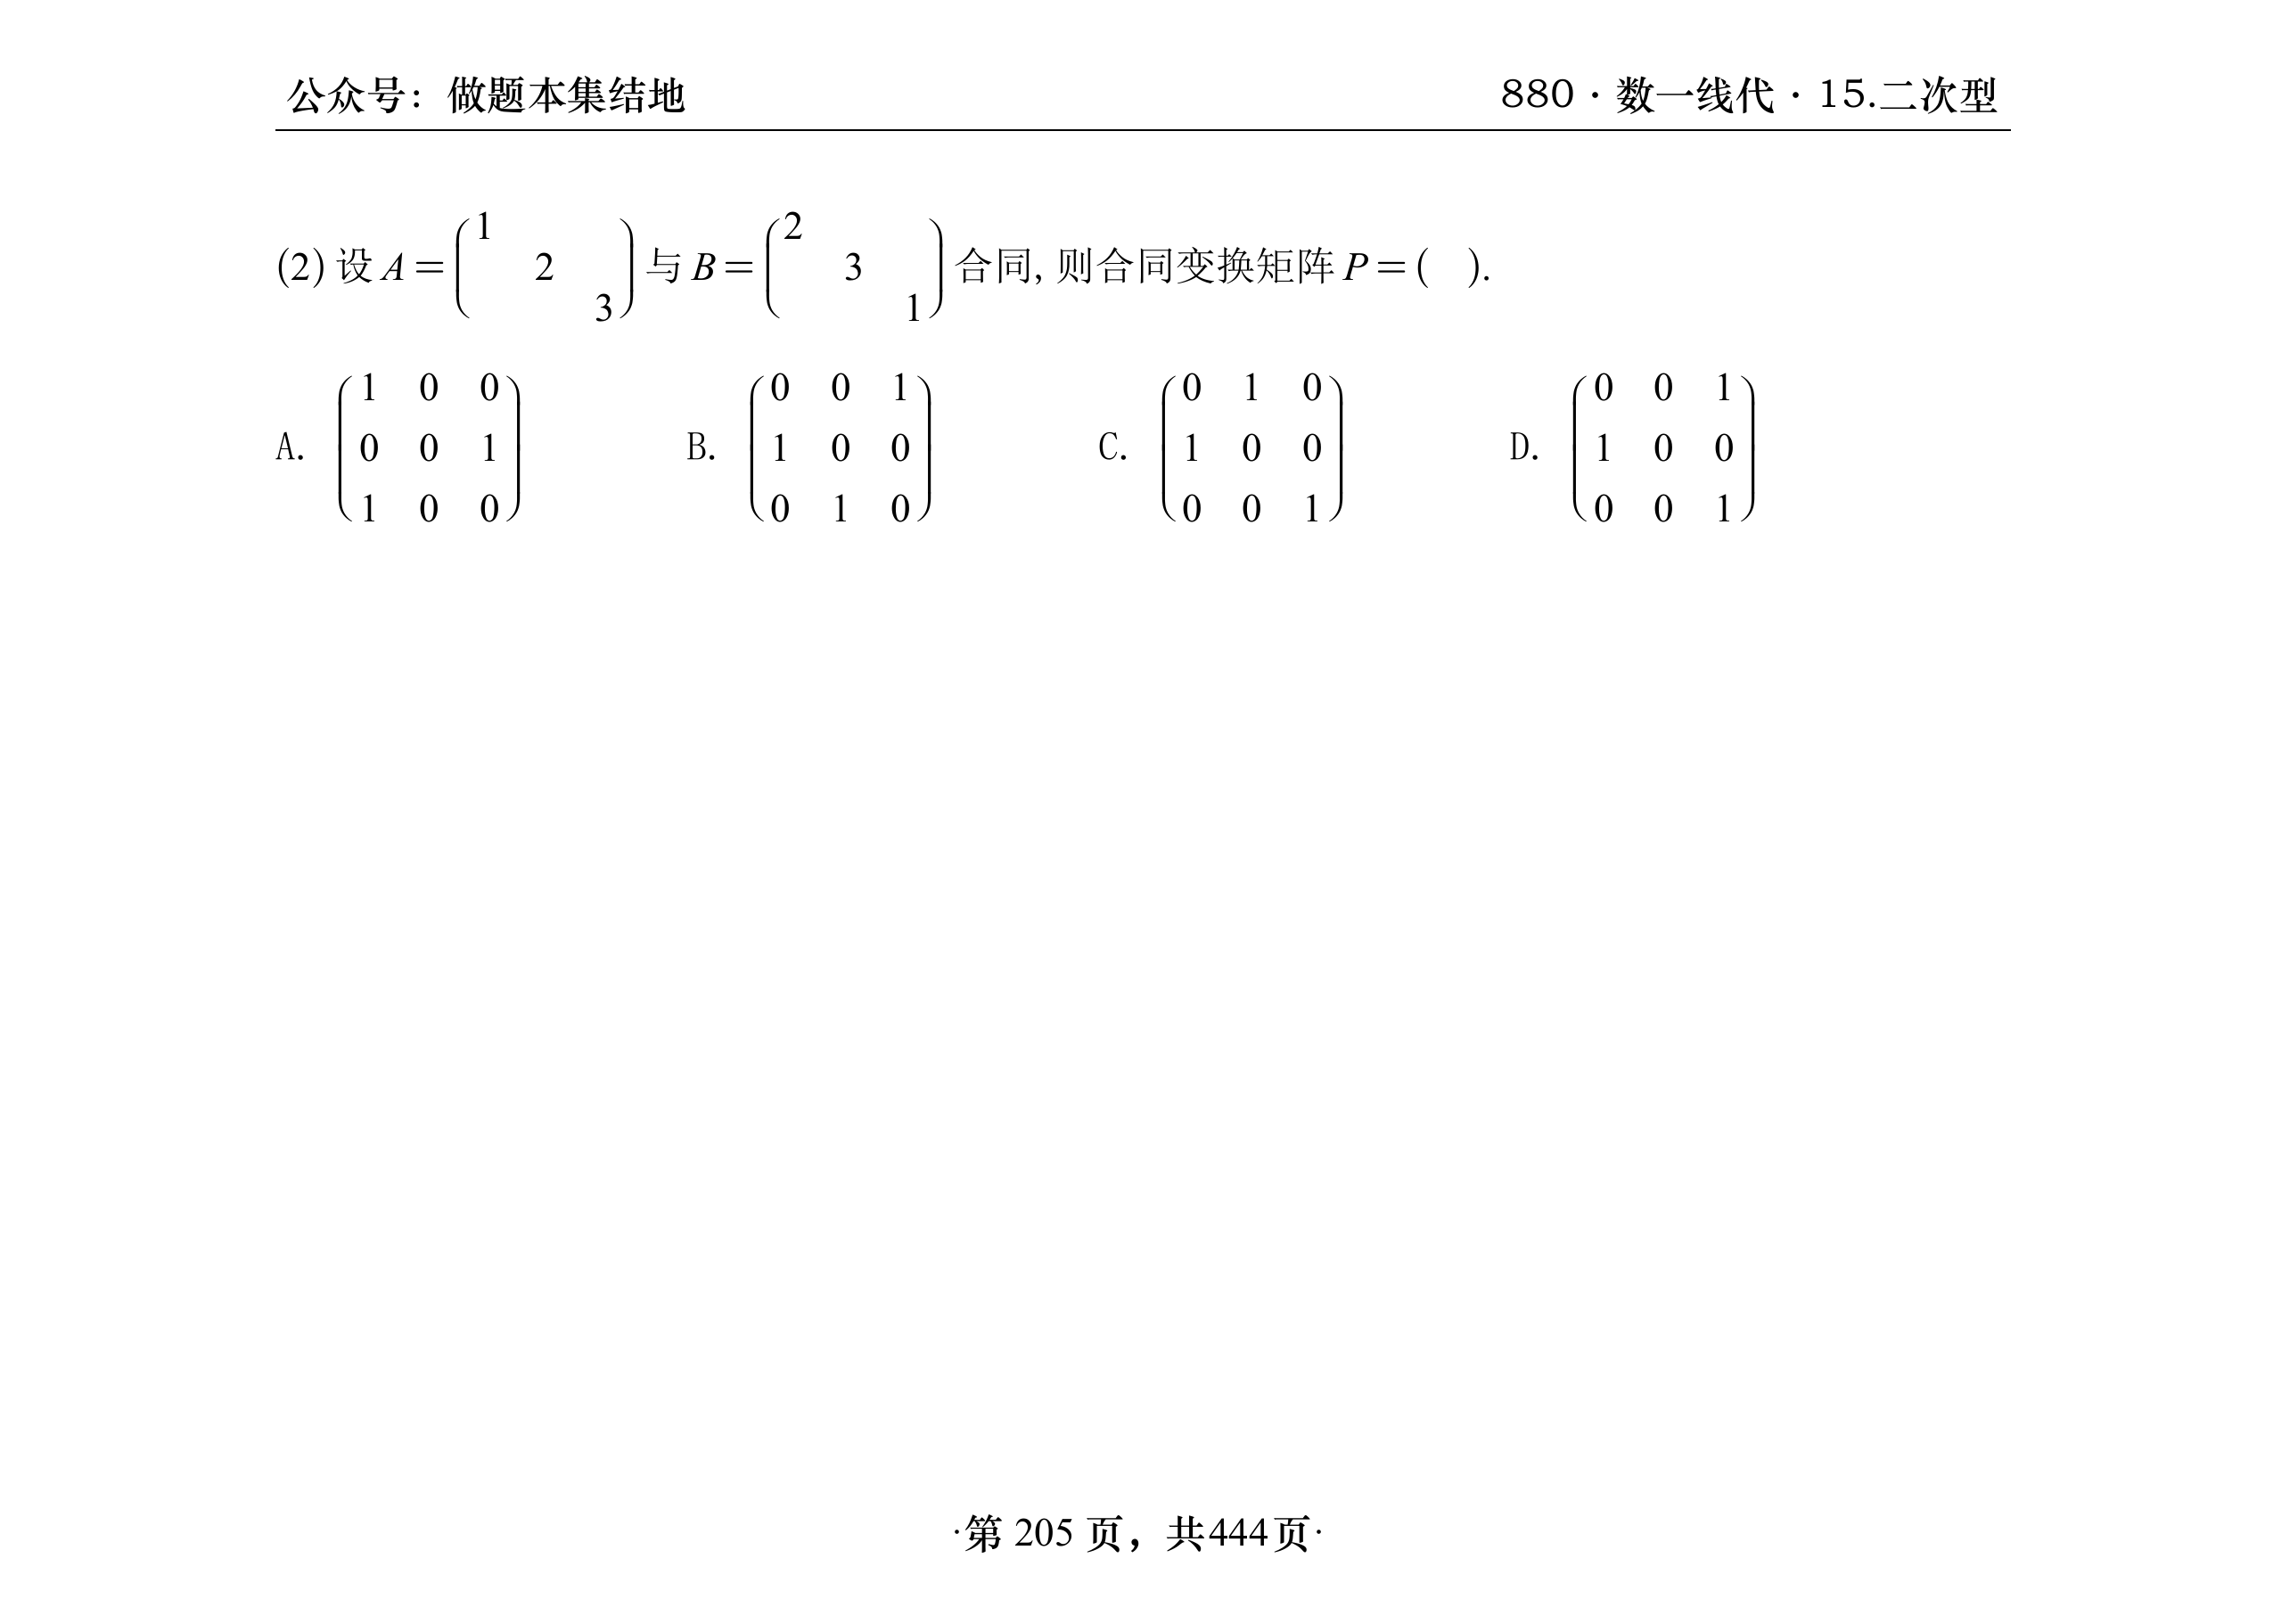 公众号：做题本集结地 880·数一线代·15.二次型
(2) 设 A = \begin{pmatrix} 1 & & \\ & 2 & \\ & & 3 \end{pmatrix} 与 B = \begin{pmatrix} 2 & & \\ & 3 & \\ & & 1 \end{pmatrix} 合同, 则合同变换矩阵 P = ( ).
A. \begin{pmatrix} 1 & 0 & 0 \\ 0 & 0 & 1 \\ 1 & 0 & 0 \end{pmatrix} B. \begin{pmatrix} 0 & 0 & 1 \\ 1 & 0 & 0 \\ 0 & 1 & 0 \end{pmatrix} C. \begin{pmatrix} 0 & 1 & 0 \\ 1 & 0 & 0 \\ 0 & 0 & 1 \end{pmatrix} D. \begin{pmatrix} 0 & 0 & 1 \\ 1 & 0 & 0 \\ 0 & 0 & 1 \end{pmatrix}
·第 205 页，共444页·